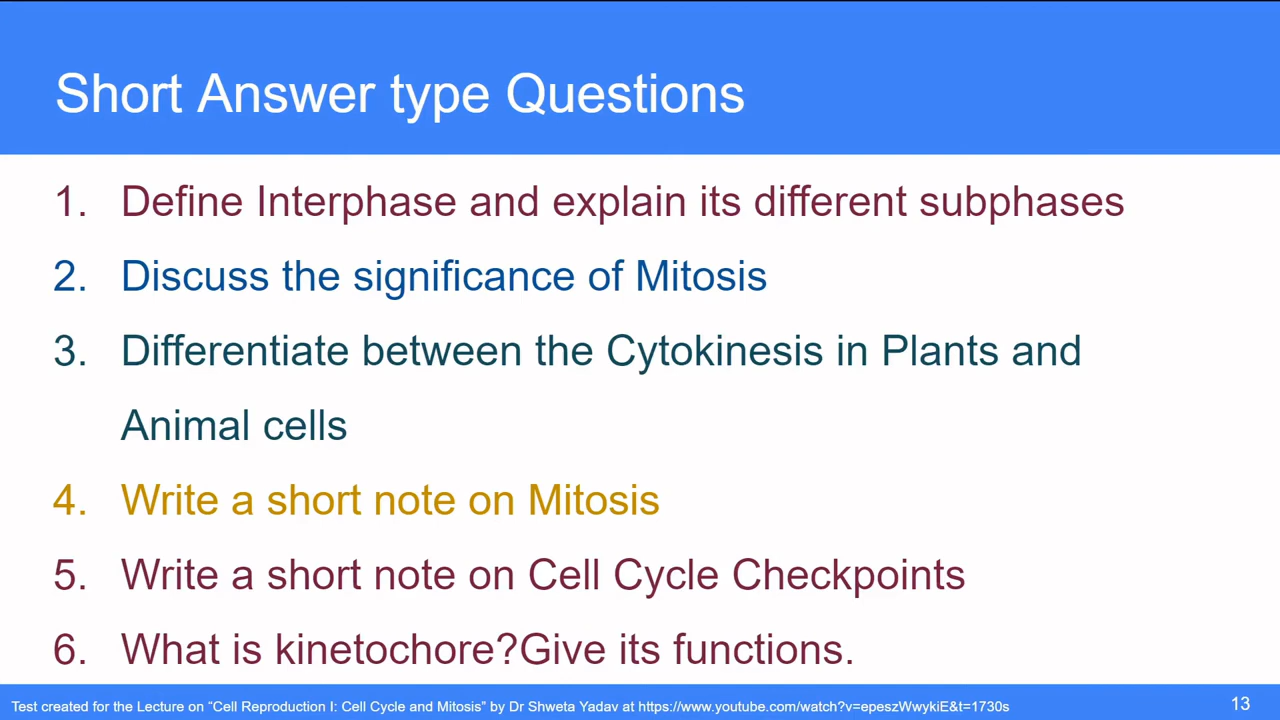 Short Answer type Questions
1. Define Interphase and explain its different subphases
2. Discuss the significance of Mitosis
3. Differentiate between the Cytokinesis in Plants and
Animal cells
4. Write a short note on Mitosis
5. Write a short note on Cell Cycle Checkpoints
6. What is kinetochore?Give its functions.
Test created for the Lecture on “Cell Reproduction I: Cell Cycle and Mitosis” by Dr Shweta Yadav at https://www.youtube.com/watch?v=epeszWwykiE&t=1730s
13